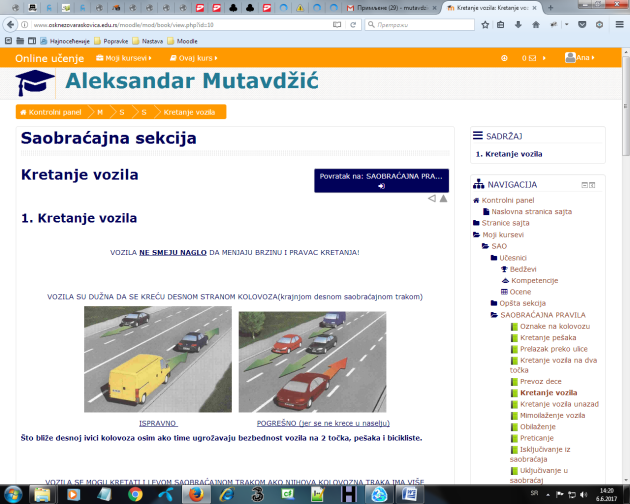 Примљене (29) - mutavdz
Kretanje vozila: Kretanje vozi
www.osknezovaraskovica.edu.rs/moodle/mod/book/view.php?id=10
Претражи
Најпосећеније
Popravke
Nastava
Moodle
Online učenje
Moji kursevi
Ovaj kurs
0
Ana
Aleksandar Mutavdžić
Kontrolni panel
M
S
S
Kretanje vozila
Saobraćajna sekcija
Kretanje vozila
Povratak na: SAOBRAĆAJNA PRA...
1. Kretanje vozila
VOZILA NE SMEJU NAGLO DA MENJAJU BRZINU I PRAVAC KRETANJA!
VOZILA SU DUŽNA DA SE KREĆU DESNOM STRANOM KOLOVOZA(krajnjom desnom saobraćajnom trakom)
ISPRAVNO
POGREŠNO (jer se ne krece u naselju)
Što bliže desnoj ivici kolovoza osim ako time ugrožavaju bezbednost vozila na 2 točka, pešaka i bicikliste.
VOZILA SE MOGU KRETATI I LEVOM SAOBRAĆAJNOM TRAKOM AKO NJIHOVA KOLOVOZNA TRAKA IMA VIŠE
SADRŽAJ
1. Kretanje vozila
NAVIGACIJA
Kontrolni panel
Naslovna stranica sajta
Stranice sajta
Moji kursevi
SAO
Učesnici
Bedževi
Kompetencije
Ocene
Opšta sekcija
SAOBRAĆAJNA PRAVILA
Oznake na kolovozu
Kretanje pešaka
Prelazak preko ulice
Kretanje vozila na dva
točka
Prevoz dece
Kretanje vozila
Kretanje vozila unazad
Mimoilaženje vozila
Obilaženje
Preticanje
Isključivanje iz
saobraćaja
Uključivanje u
saobraćaj
SR
14:20
6.6.2017